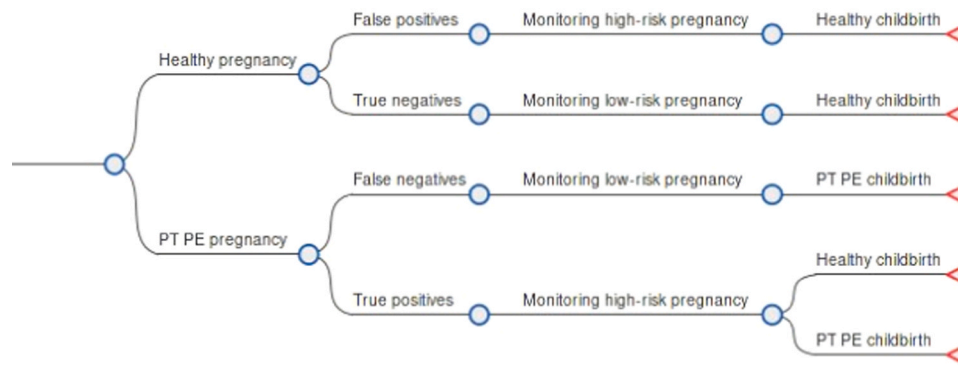 False positives
Monitoring high-risk pregnancy
Healthy childbirth
Healthy pregnancy
True negatives
Monitoring low-risk pregnancy
Healthy childbirth
False negatives
Monitoring low-risk pregnancy
PT PE childbirth
PT PE pregnancy
Healthy childbirth
True positives
Monitoring high-risk pregnancy
PT PE childbirth